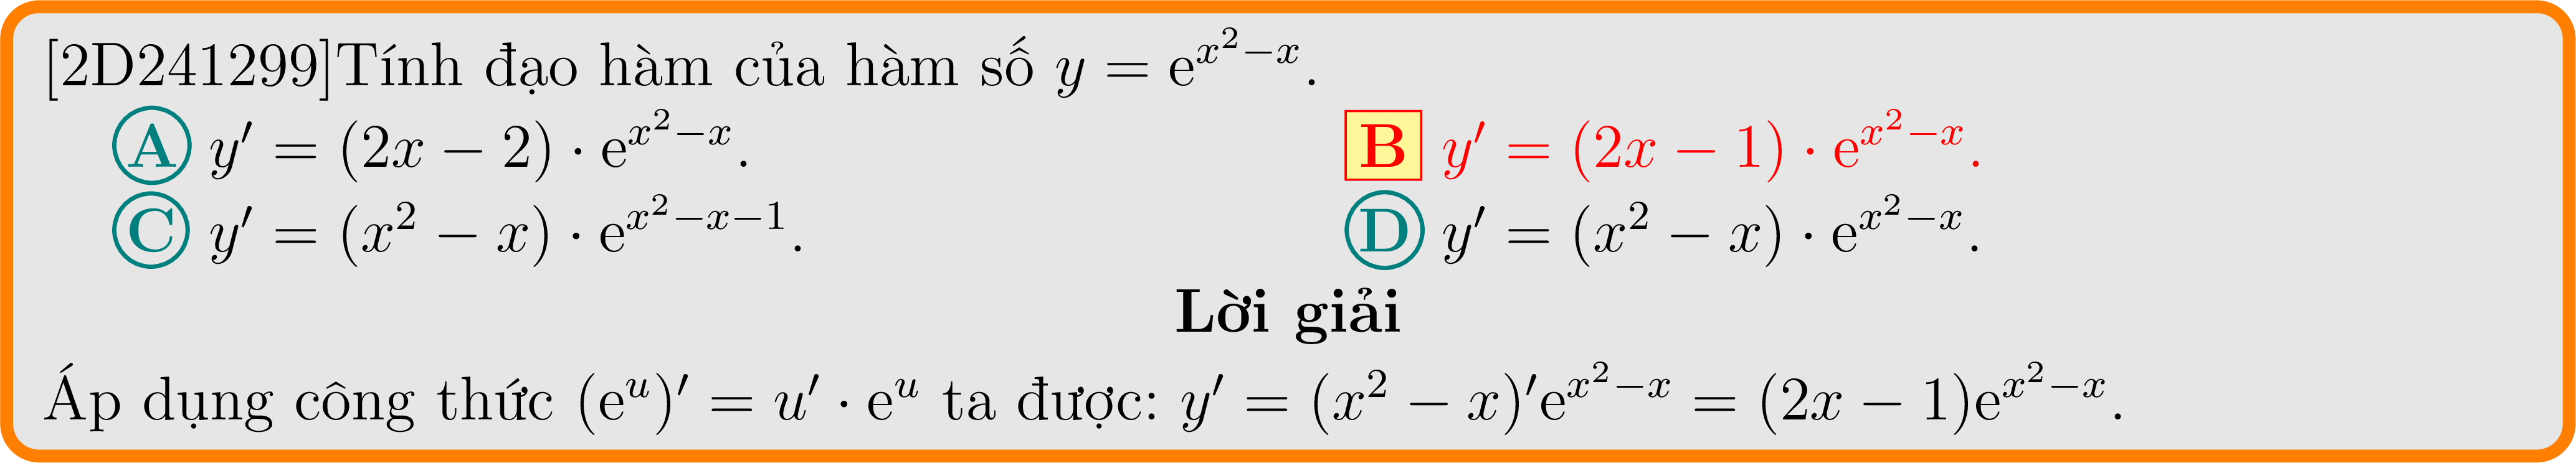 [2D241299]Tính đạo hàm của hàm số $y = \mathrm{e}^{x^2-x}$.
A $y' = (2x - 2) \cdot \mathrm{e}^{x^2-x}$. B $y' = (2x - 1) \cdot \mathrm{e}^{x^2-x}$.
C $y' = (x^2 - x) \cdot \mathrm{e}^{x^2-x-1}$. D $y' = (x^2 - x) \cdot \mathrm{e}^{x^2-x}$.
Lời giải
Áp dụng công thức $(\mathrm{e}^u)' = u' \cdot \mathrm{e}^u$ ta được: $y' = (x^2 - x)'\mathrm{e}^{x^2-x} = (2x - 1)\mathrm{e}^{x^2-x}$.